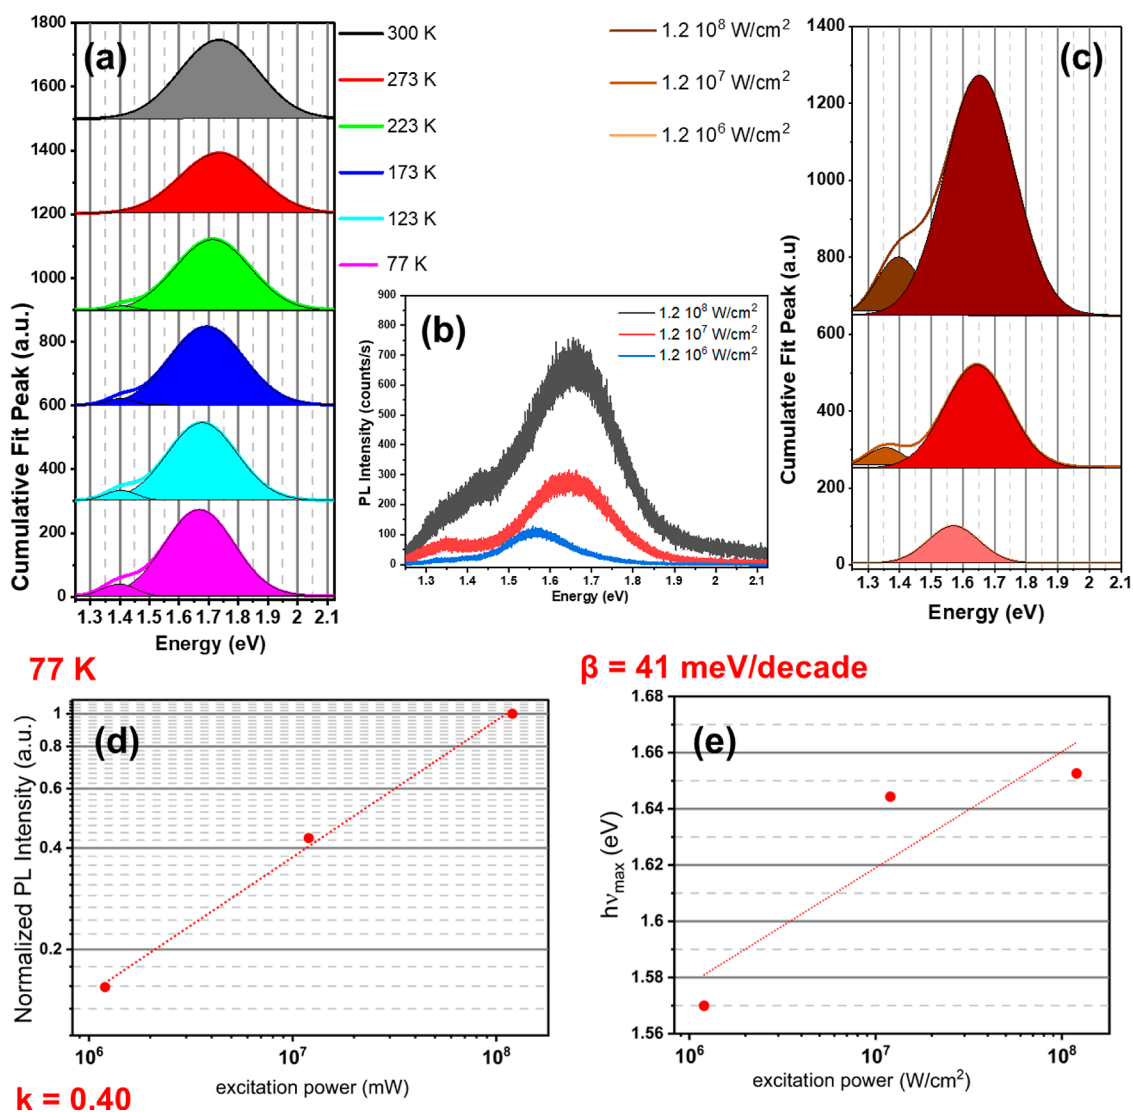 (a)
1800
1600
1400
1200
1000
800
600
400
200
0
Cumulative Fit Peak (a.u.)
1.3 1.4 1.5 1.6 1.7 1.8 1.9 2 2.1
Energy (eV)
300 K
273 K
223 K
173 K
123 K
77 K
1.2 10⁸ W/cm²
1.2 10⁷ W/cm²
1.2 10⁶ W/cm²
(b)
900
800
700
600
500
400
300
200
100
0
PL Intensity (counts/s)
1.2 10⁸ W/cm²
1.2 10⁷ W/cm²
1.2 10⁶ W/cm²
1.3 1.4 1.5 1.6 1.7 1.8 1.9 2.0 2.1
Energy (eV)
(c)
1400
1200
1000
800
600
400
200
0
Cumulative Fit Peak (a.u)
1.3 1.4 1.5 1.6 1.7 1.8 1.9 2 2.1
Energy (eV)
77 K
β = 41 meV/decade
(d)
1
0.8
0.6
0.4
0.2
Normalized PL Intensity (a.u.)
10⁶ 10⁷ 10⁸
excitation power (mW)
k = 0.40
(e)
1.68
1.66
1.64
1.62
1.6
1.58
1.56
hνmax (eV)
10⁶ 10⁷ 10⁸
excitation power (W/cm²)